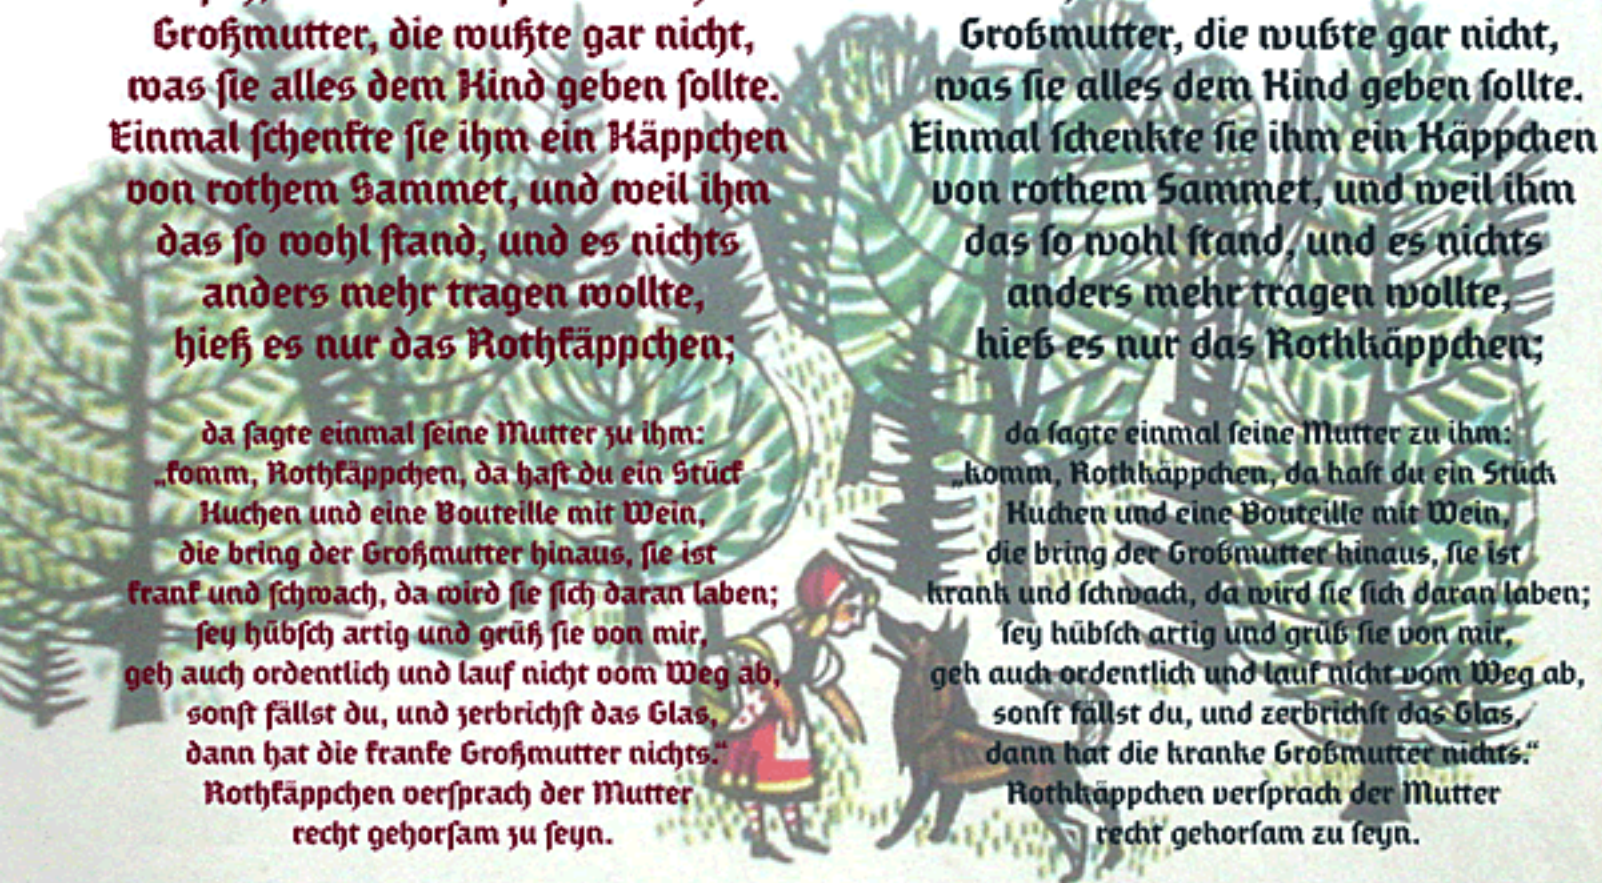 Großmutter, die wußte gar nicht,
was ſie alles dem Kind geben ſollte.
Einmal ſchenkte ſie ihm ein Käppchen
von rothem Sammet, und weil ihm
das ſo wohl ſtand, und es nichts
anders mehr tragen wollte,
hieß es nur das Rothkäppchen;
da ſagte einmal ſeine Mutter zu ihm:
„komm, Rothkäppchen, da haſt du ein Stück
Kuchen und eine Bouteille mit Wein,
die bring der Großmutter hinaus, ſie ist
krank und ſchwach, da wird ſie ſich daran laben;
ſey hübſch artig und grüß ſie von mir,
geh auch ordentlich und lauf nicht vom Weg ab,
sonſt fällst du, und zerbrichſt das Glas,
dann hat die kranke Großmutter nichts.“
Rothkäppchen verſprach der Mutter
recht gehorſam zu ſeyn.
Großmutter, die wußte gar nicht,
was ſie alles dem Kind geben ſollte.
Einmal ſchenkte ſie ihm ein Käppchen
von rothem Sammet, und weil ihm
das ſo wohl ſtand, und es nichts
anders mehr tragen wollte,
hieß es nur das Rothkäppchen;
da ſagte einmal ſeine Mutter zu ihm:
„komm, Rothkäppchen, da haſt du ein Stück
Kuchen und eine Bouteille mit Wein,
die bring der Großmutter hinaus, ſie ist
krank und ſchwach, da wird ſie ſich daran laben;
ſey hübſch artig und grüß ſie von mir,
geh auch ordentlich und lauf nicht vom Weg ab,
sonſt fällst du, und zerbrichſt das Glas,
dann hat die kranke Großmutter nichts.“
Rothkäppchen verſprach der Mutter
recht gehorſam zu ſeyn.